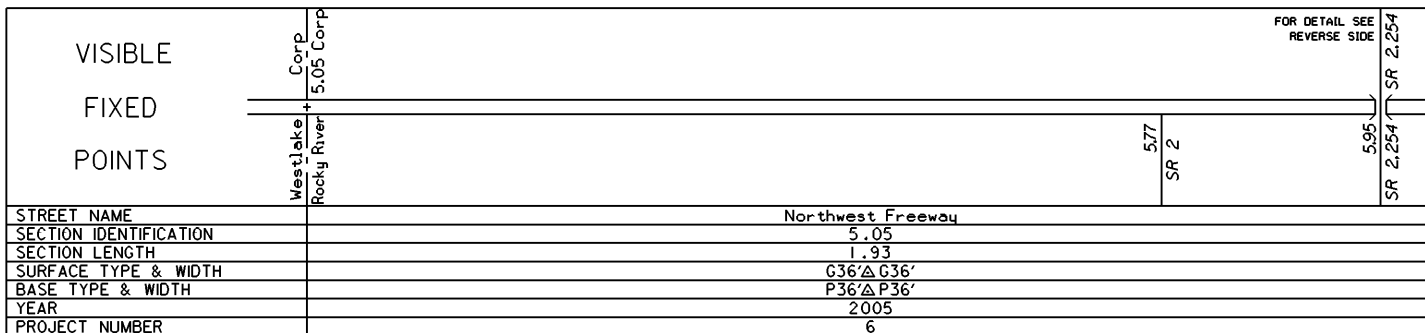 VISIBLE
FIXED
POINTS
Westlake Corp
Rocky River 5.05 Corp
5.77
SR 2
FOR DETAIL SEE
REVERSE SIDE
5.95
SR 2,254
SR 2,254
STREET NAME Northwest Freeway
SECTION IDENTIFICATION 5.05
SECTION LENGTH 1.93
SURFACE TYPE & WIDTH G36'△G36'
BASE TYPE & WIDTH P36'△P36'
YEAR 2005
PROJECT NUMBER 6